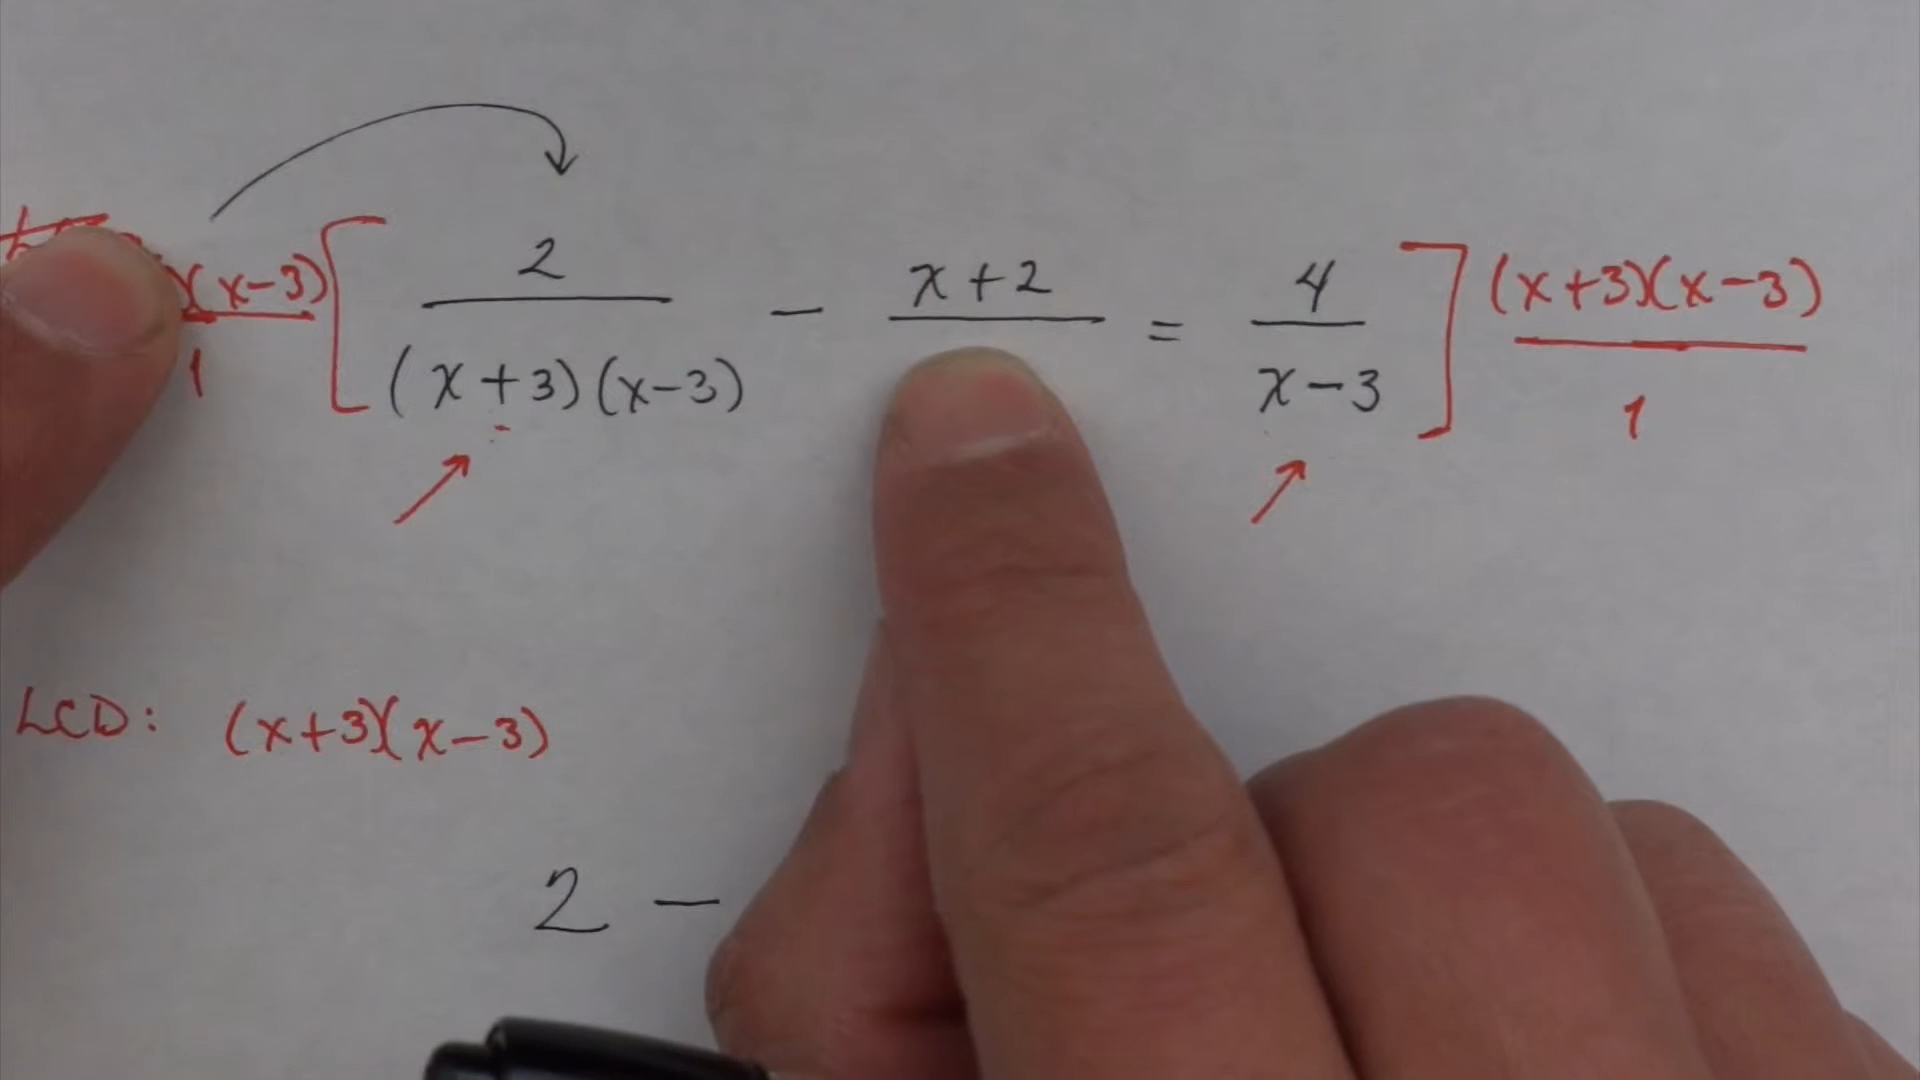 )(x-3) [ 2 - x+2 = 4 ] (x+3)(x-3)
1 (x+3)(x-3) x-3 1
LCD: (x+3)(x-3)
2 -